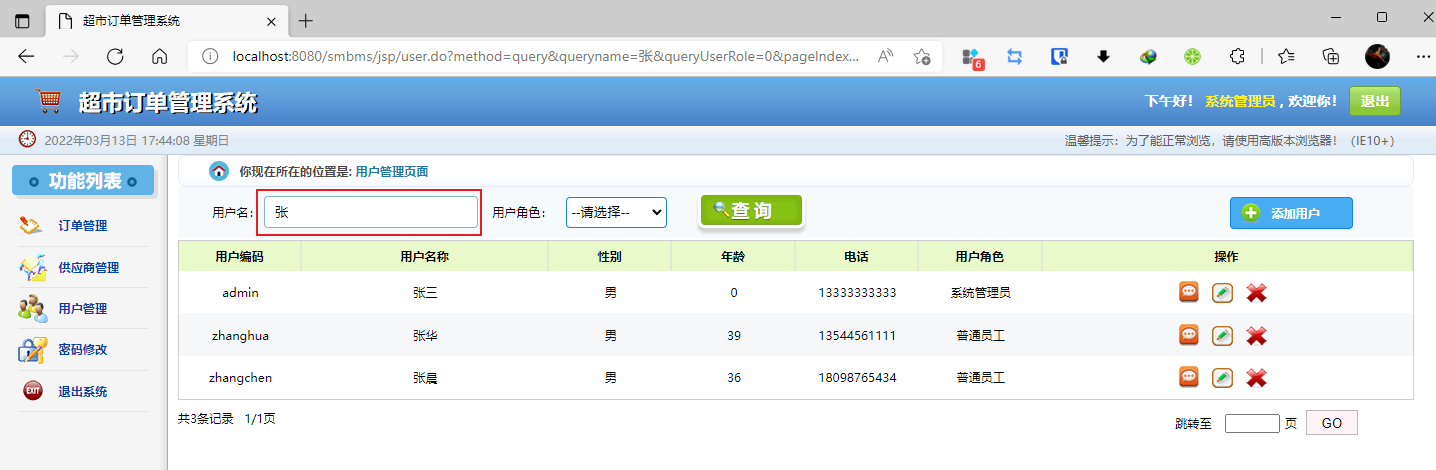 超市订单管理系统
localhost:8080/smbms/jsp/user.do?method=query&queryname=张&queryUserRole=0&pageIndex...
6
超市订单管理系统
下午好! 系统管理员 , 欢迎你! 退出
2022年03月13日 17:44:08 星期日 温馨提示: 为了能正常浏览, 请使用高版本浏览器! (IE10+)
功能列表
订单管理
供应商管理
用户管理
密码修改
EXIT 退出系统
你现在所在的位置是: 用户管理页面
用户名: 张 用户角色: --请选择-- 查 询 添加用户
用户编码 用户名称 性别 年龄 电话 用户角色 操作
admin 张三 男 0 13333333333 系统管理员
zhanghua 张华 男 39 13544561111 普通员工
zhangchen 张晨 男 36 18098765434 普通员工
共3条记录 1/1页 跳转至 页 GO